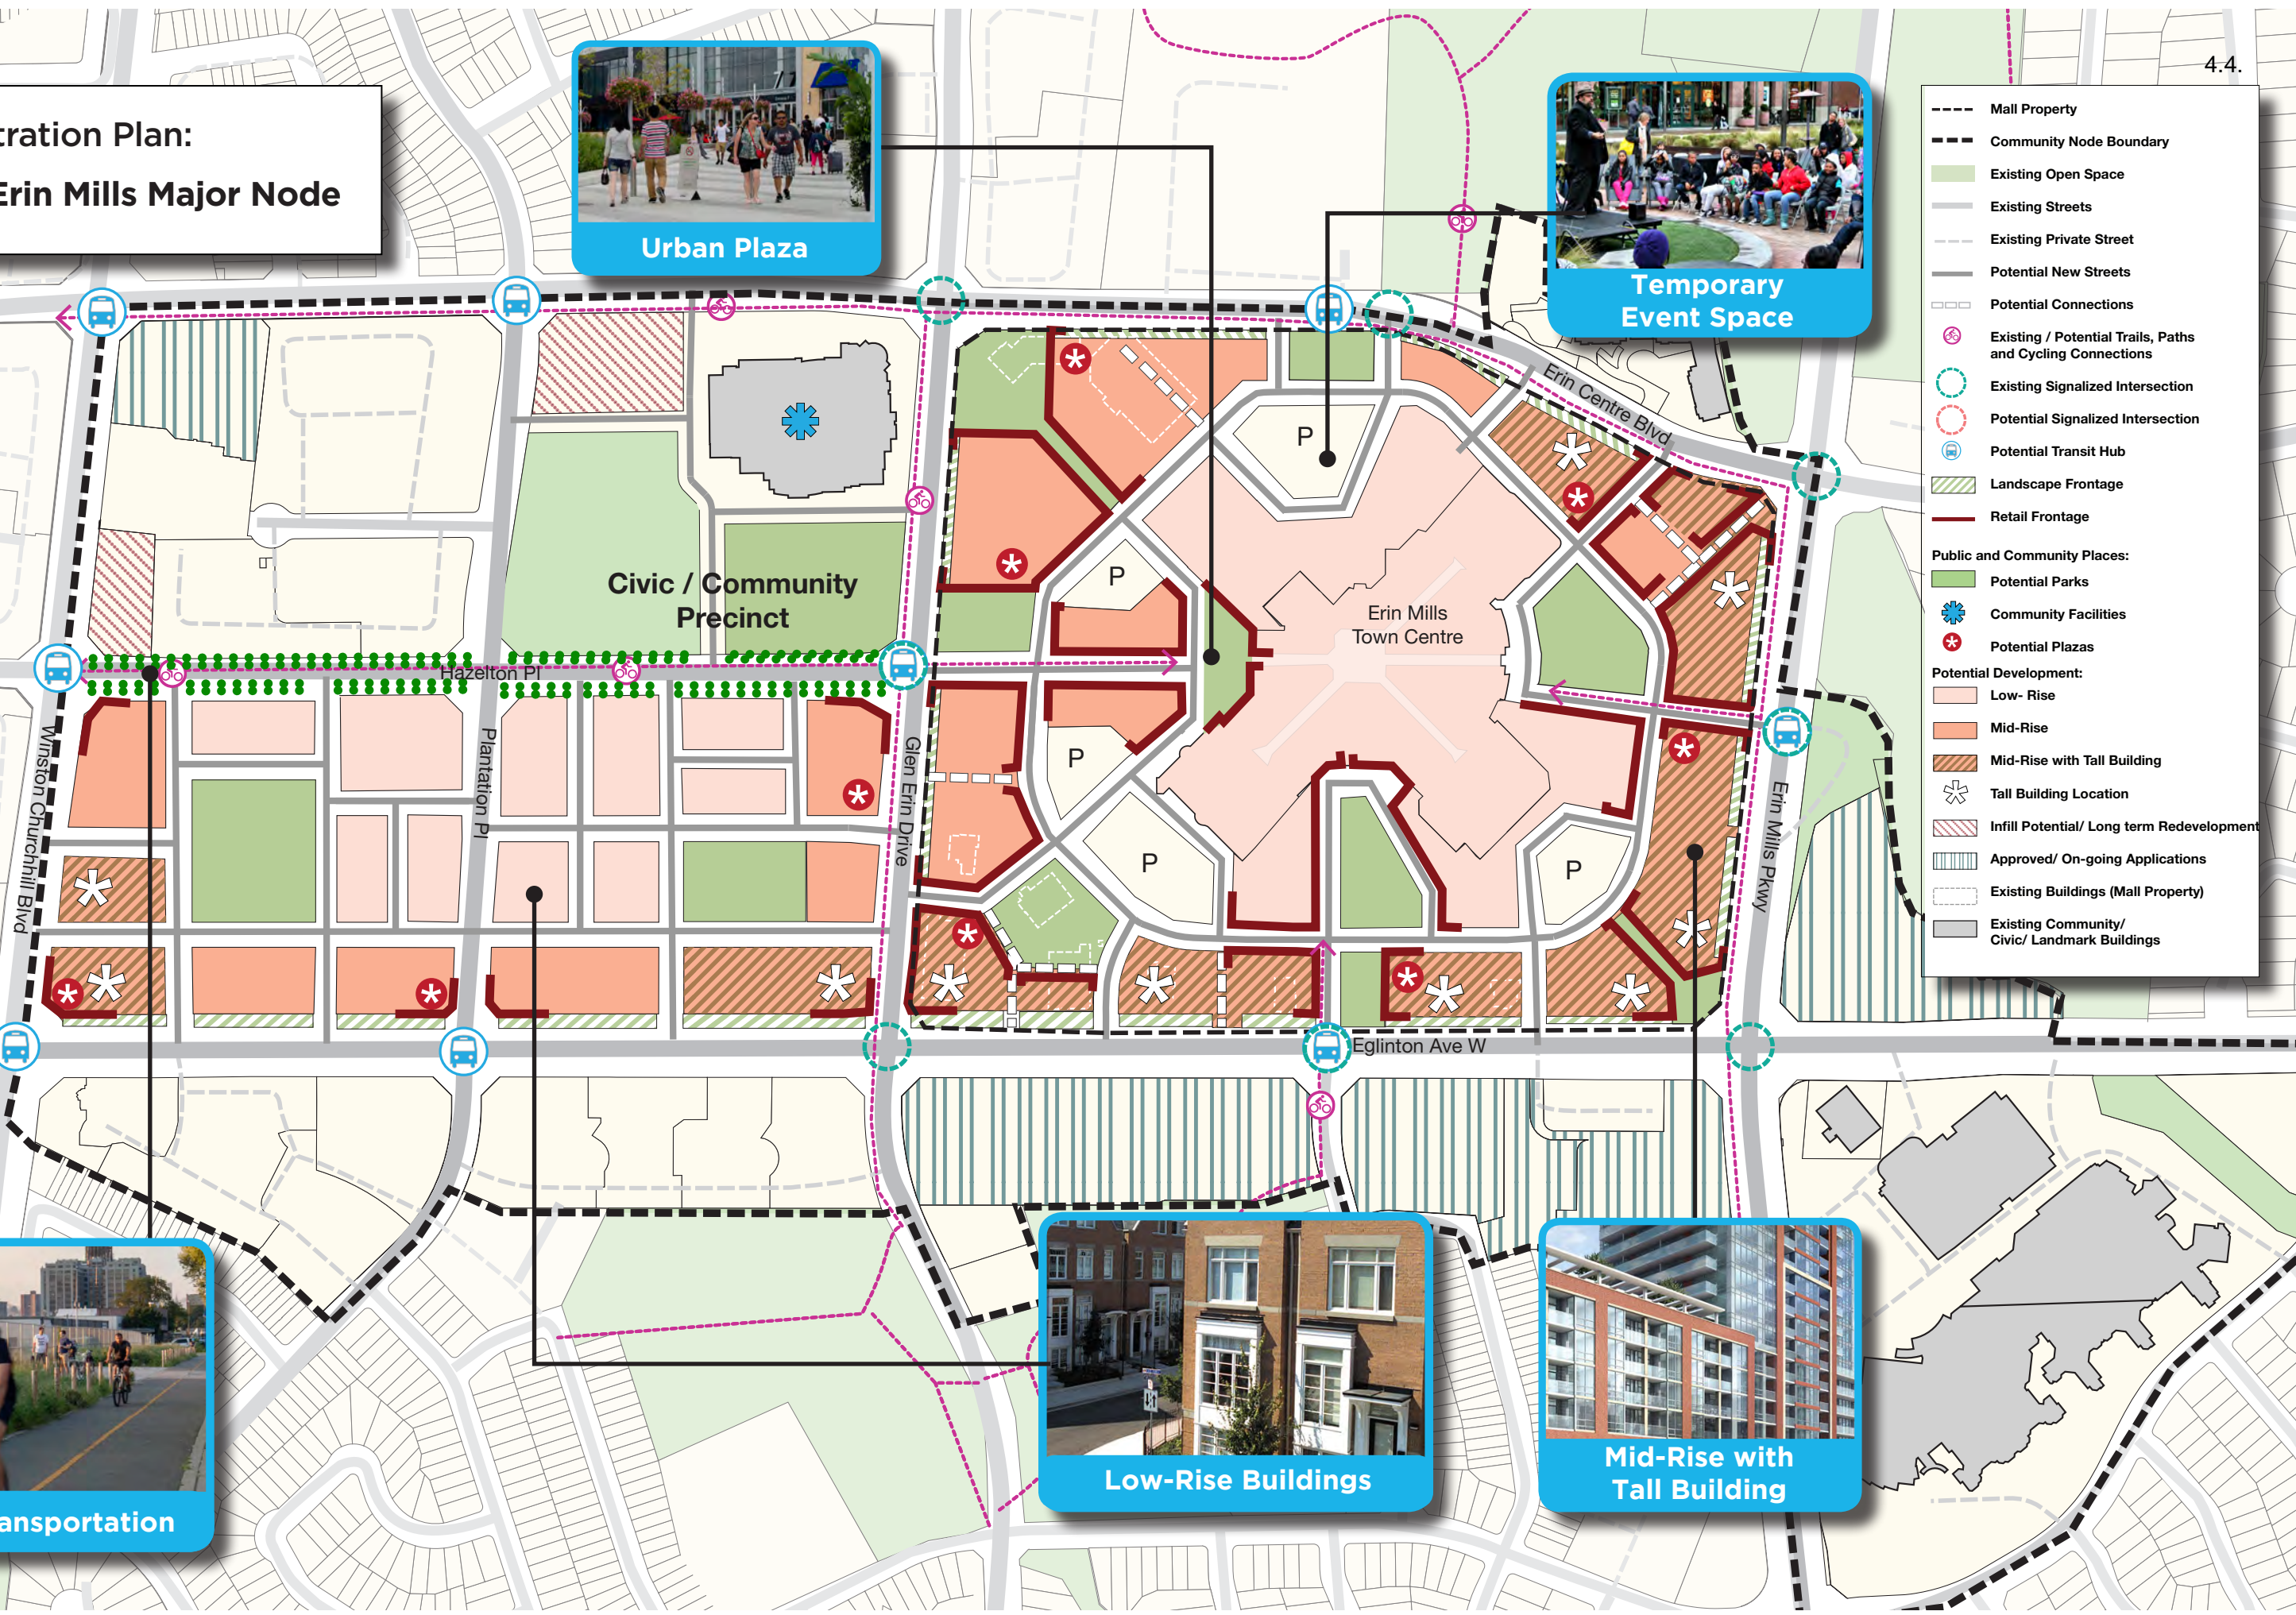 4.4.
tration Plan:
Erin Mills Major Node
Urban Plaza
Temporary
Event Space
Mall Property
Community Node Boundary
Existing Open Space
Existing Streets
Existing Private Street
Potential New Streets
Potential Connections
Existing / Potential Trails, Paths
and Cycling Connections
Existing Signalized Intersection
Potential Signalized Intersection
Potential Transit Hub
Landscape Frontage
Retail Frontage
Public and Community Places:
Potential Parks
Community Facilities
Potential Plazas
Potential Development:
Low- Rise
Mid-Rise
Mid-Rise with Tall Building
Tall Building Location
Infill Potential/ Long term Redevelopment
Approved/ On-going Applications
Existing Buildings (Mall Property)
Existing Community/
Civic/ Landmark Buildings
Erin Centre Blvd
P
Civic / Community
Precinct
P
Erin Mills
Town Centre
Hazelton Pl
Winston Churchill Blvd
Plantation Pl
Glen Erin Drive
P
Erin Mills Pkwy
P
P
Eglinton Ave W
ansportation
Low-Rise Buildings
Mid-Rise with
Tall Building